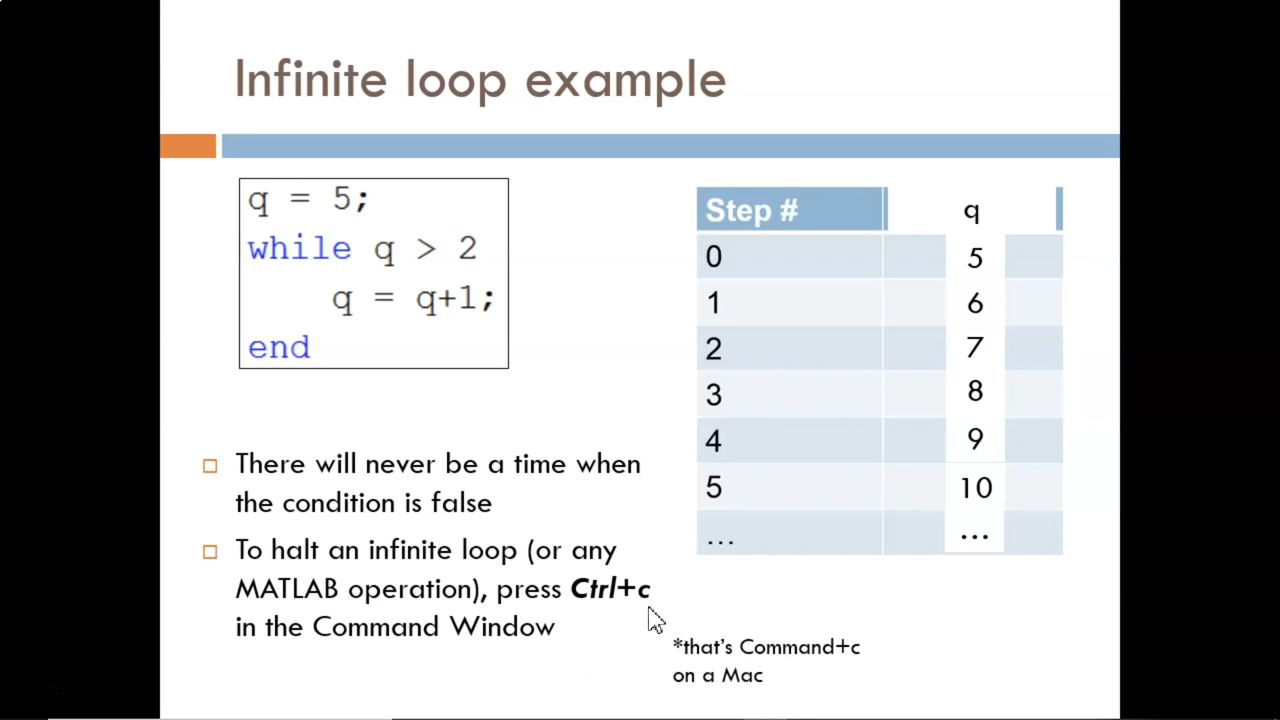 Infinite loop example
q = 5;
while q > 2
    q = q+1;
end
Step # q
0 5
1 6
2 7
3 8
4 9
5 10
... ...
There will never be a time when
the condition is false
To halt an infinite loop (or any
MATLAB operation), press Ctrl+c
in the Command Window
*that's Command+c
on a Mac